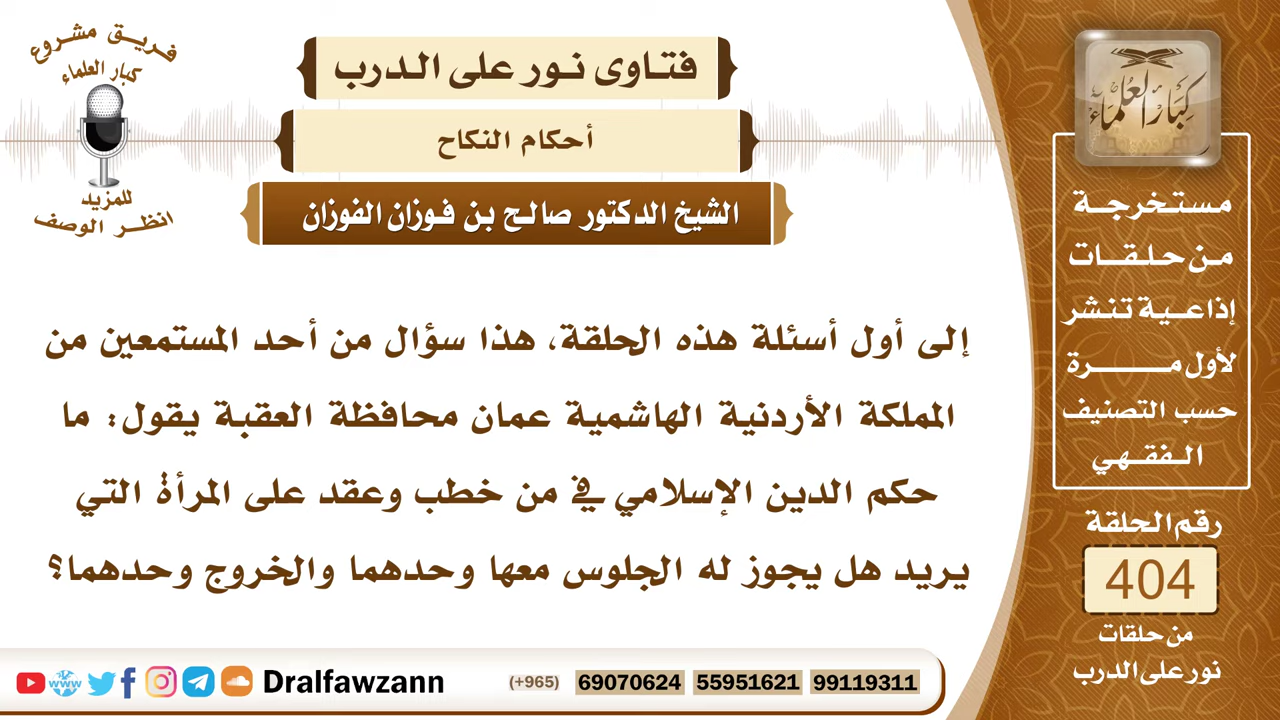 فريق مشروع
كبار العلماء
للمزيد
انظر الوصف
فتاوى نور على الدرب
أحكام النكاح
الشيخ الدكتور صالح بن فوزان الفوزان
إلى أول أسئلة هذه الحلقة، هذا سؤال من أحد المستمعين من
المملكة الأردنية الهاشمية عمان محافظة العقبة يقول: ما
حكم الدين الإسلامي في من خطب وعقد على المرأة التي
يريد هل يجوز له الجلوس معها وحدهما والخروج وحدهما؟
كبار العلماء
مستخرجة
من حلقات
إذاعية تنشر
لأول مرة
حسب التصنيف
الفقهي
رقم الحلقة
404
من حلقات
نور على الدرب
www Dralfawzann (+965) 69070624 55951621 99119311